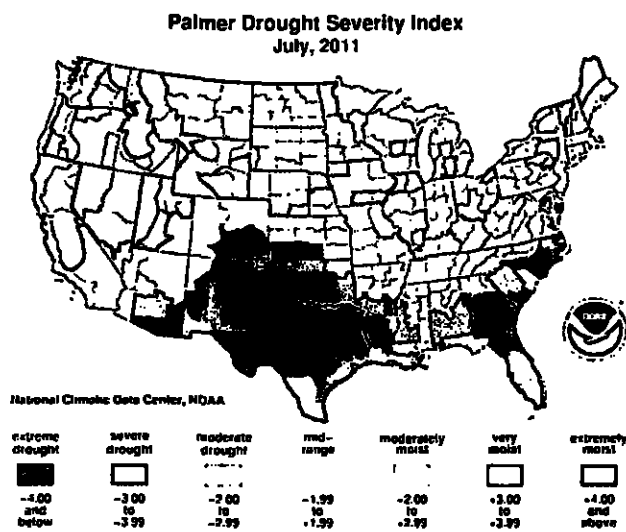 Palmer Drought Severity Index
July, 2011
National Climate Data Center, NOAA
extreme drought
severe drought
moderate drought
mid-range
moderately moist
very moist
extremely moist
-4.00 and below
-3.00 to -3.99
-2.00 to -2.99
-1.99 to +1.99
+2.00 to +2.99
+3.00 to +3.99
+4.00 and above